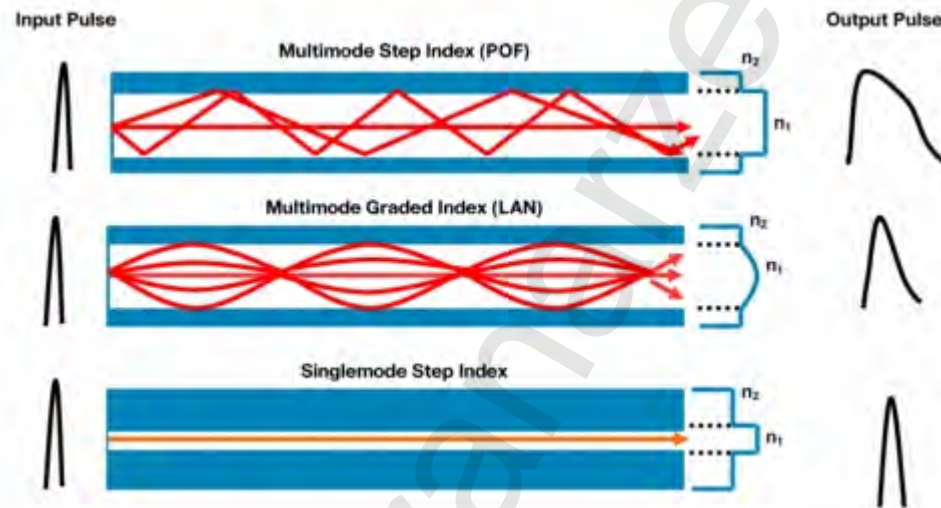 Input Pulse
Output Pulse
Multimode Step Index (POF)
n₂
n₁
Multimode Graded Index (LAN)
n₂
n₁
Singlemode Step Index
n₂
n₁